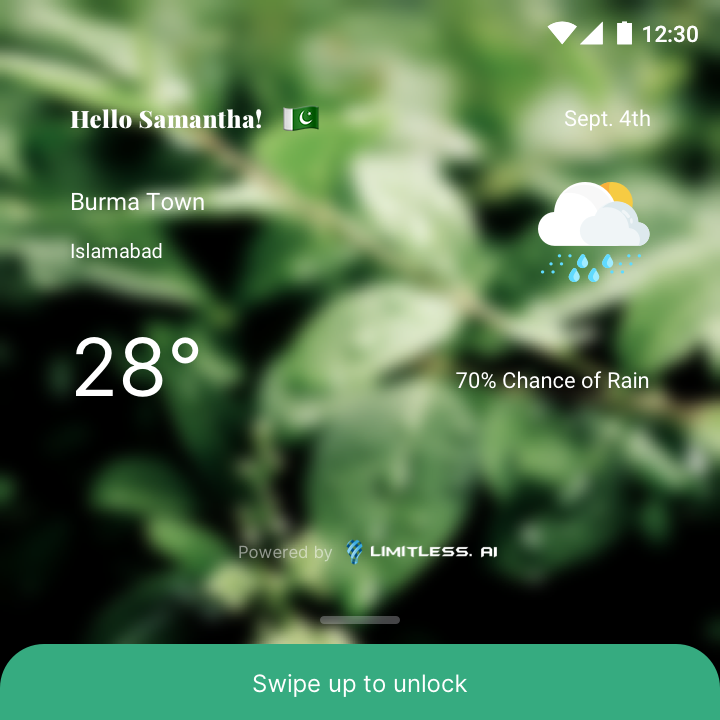 12:30
Hello Samantha!
Sept. 4th
Burma Town
Islamabad
28°
70% Chance of Rain
Powered by LIMITLESS. AI
Swipe up to unlock